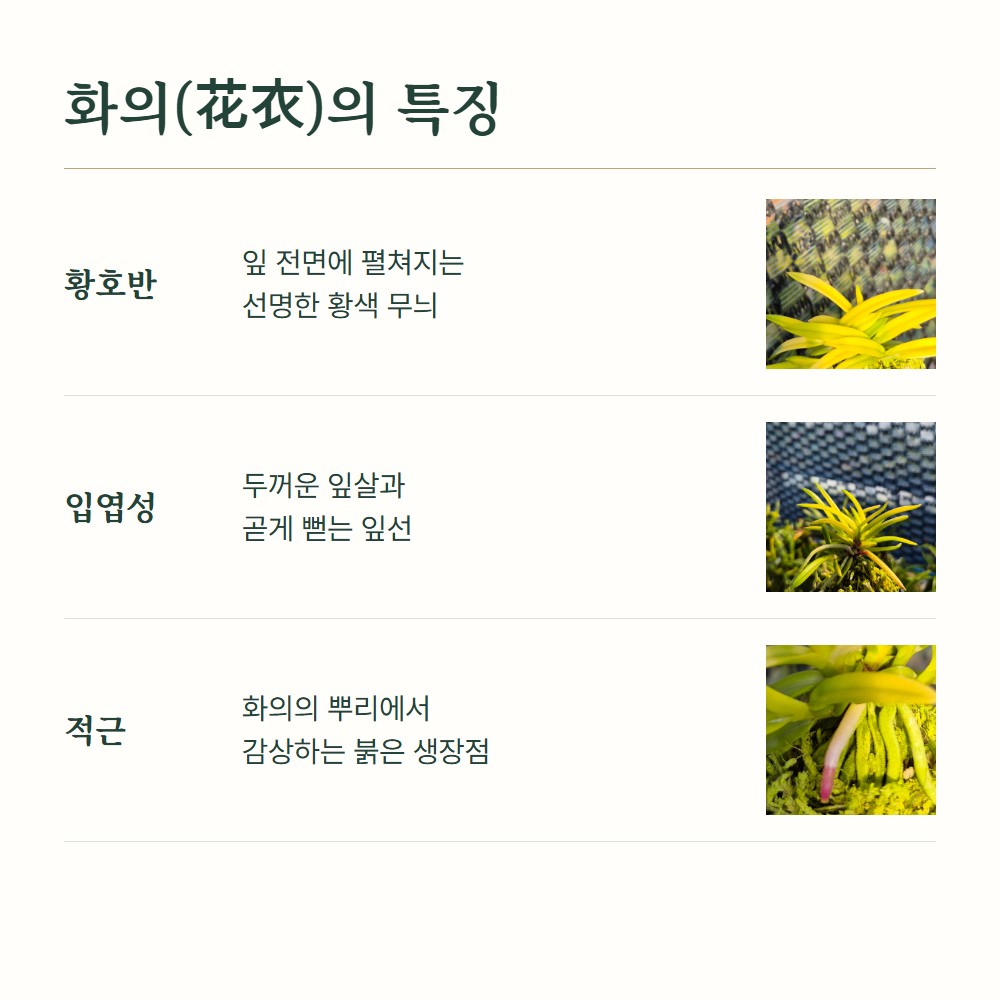 화의(花衣)의 특징
황호반
잎 전면에 펼쳐지는
선명한 황색 무늬
입엽성
두꺼운 잎살과
곧게 뻗는 잎선
적근
화의의 뿌리에서
감상하는 붉은 생장점